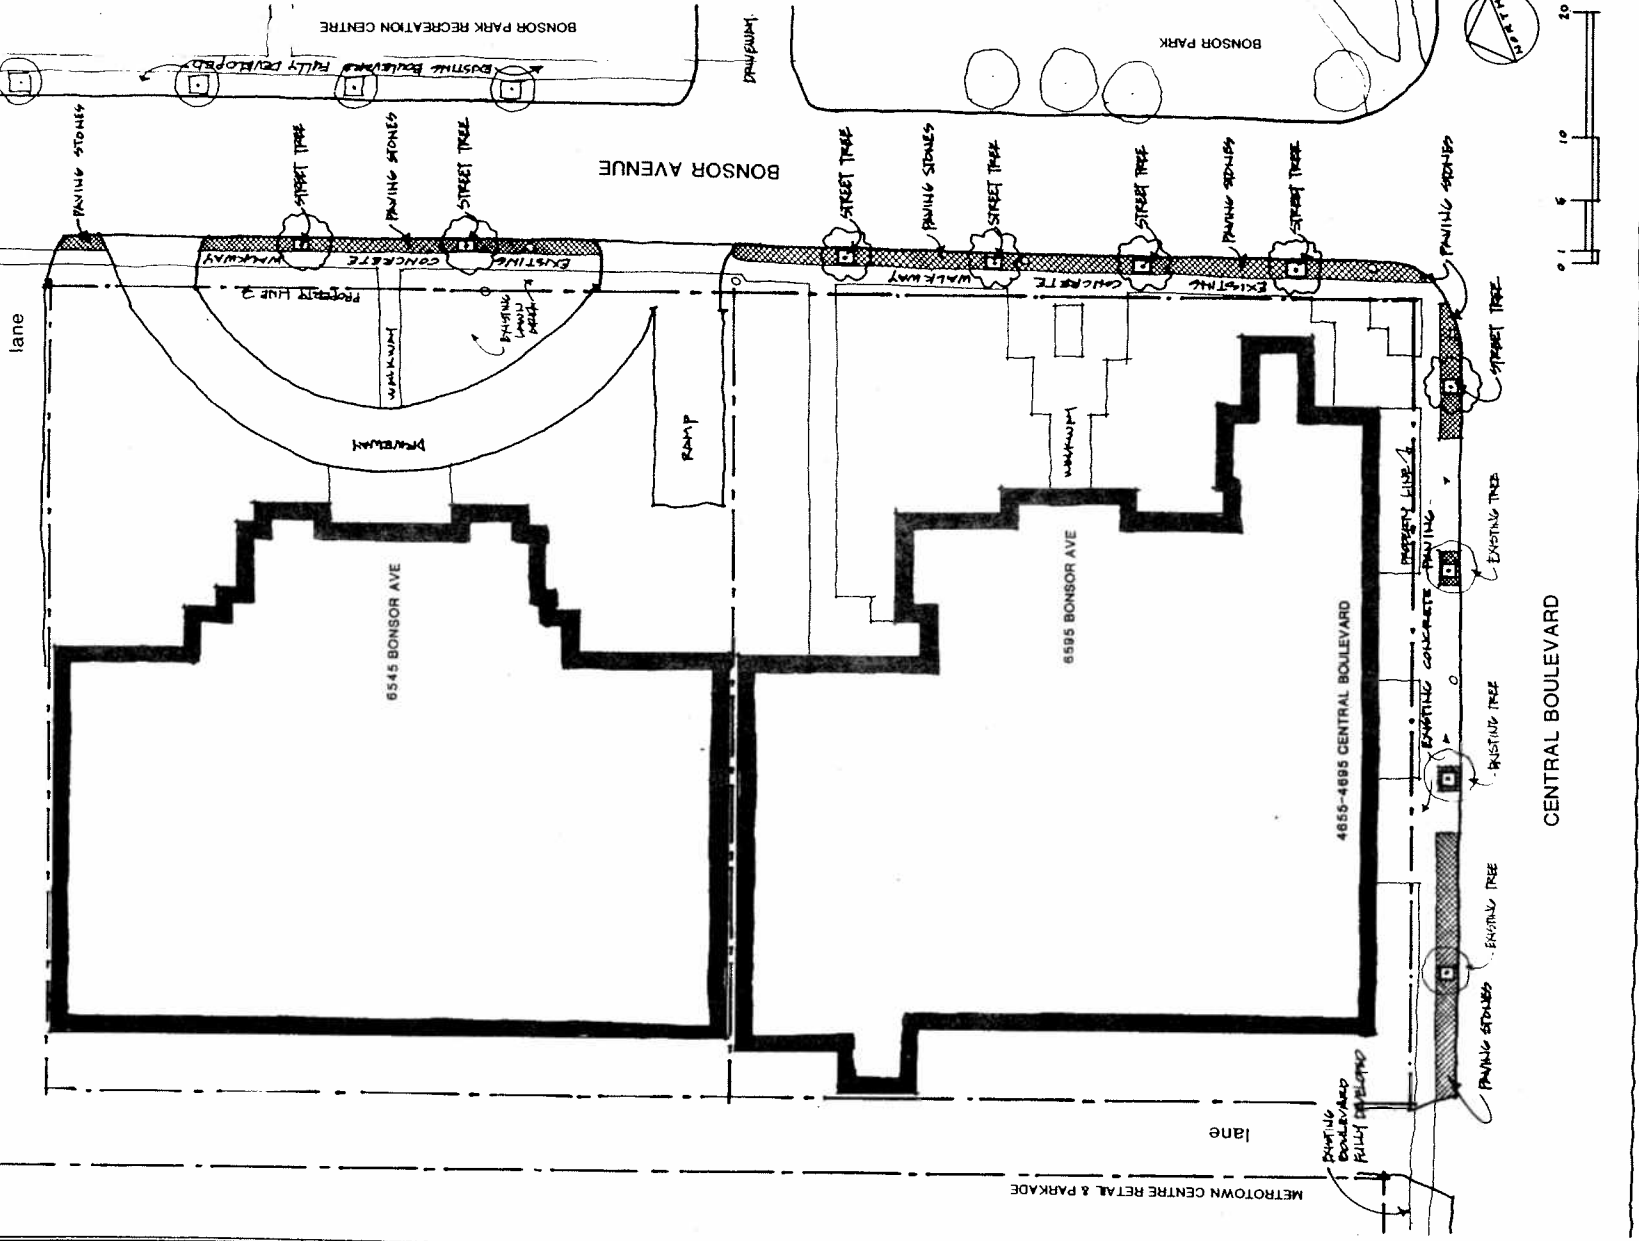 BONSOR PARK RECREATION CENTRE
EXISTING BOULEVARD FULLY DEVELOPED
DRIVEWAY
BONSOR PARK
NORTH
20
10
5
1
0
BONSOR AVENUE
PAVING STONES
STREET TREE
PAVING STONES
STREET TREE
STREET TREE
PAVING STONES
STREET TREE
STREET TREE
PAVING STONES
STREET TREE
PAVING STONES
EXISTING CONCRETE WALKWAY
EXISTING CONCRETE WALKWAY
PROPERTY LINE
EXISTING
LAWN
AREA
WALKWAY
DRIVEWAY
RAMP
WALKWAY
lane
6545 BONSOR AVE
6595 BONSOR AVE
4655-4695 CENTRAL BOULEVARD
PROPERTY LINE
EXISTING CONCRETE PAVING
STREET TREE
EXISTING TREE
EXISTING TREE
EXISTING TREE
PAVING STONES
CENTRAL BOULEVARD
lane
EXISTING
BOULEVARD
FULLY DEVELOPED
METROTOWN CENTRE RETAIL & PARKADE